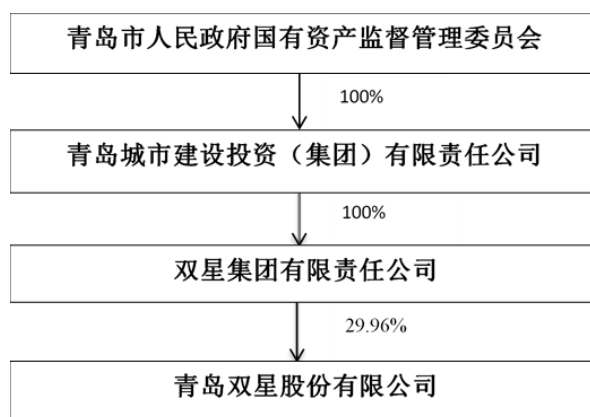 青岛市人民政府国有资产监督管理委员会
100%
青岛城市建设投资（集团）有限责任公司
100%
双星集团有限责任公司
29.96%
青岛双星股份有限公司